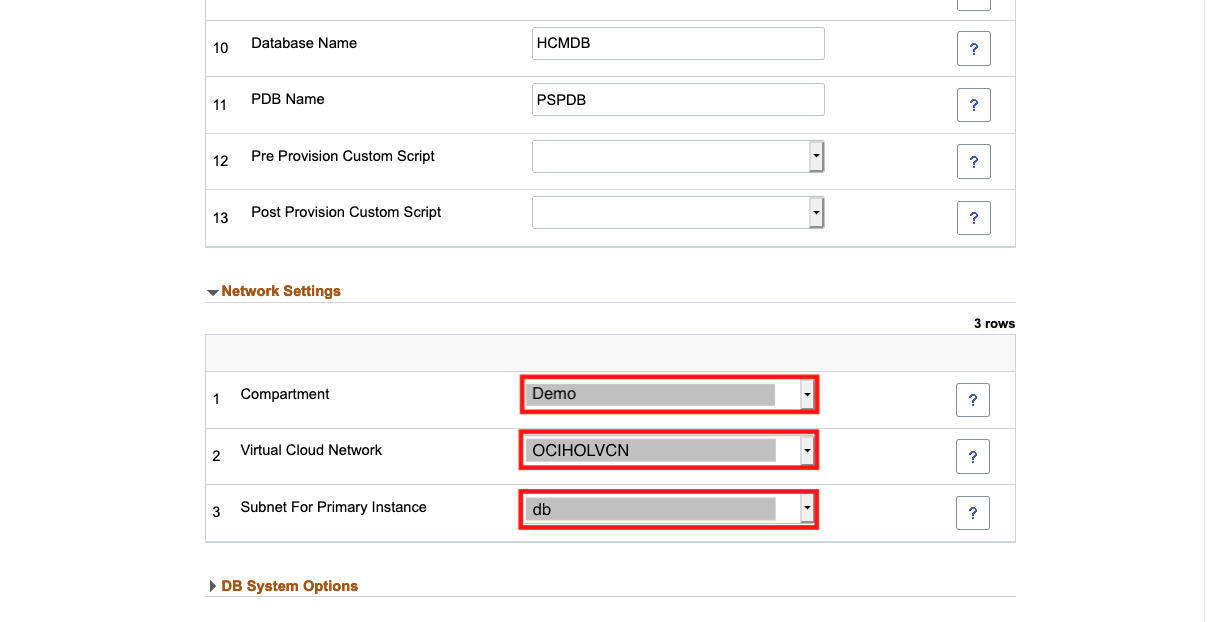 10 Database Name HCMDB ?
11 PDB Name PSPDB ?
12 Pre Provision Custom Script ?
13 Post Provision Custom Script ?
Network Settings
3 rows
1 Compartment Demo ?
2 Virtual Cloud Network OCIHOLVCN ?
3 Subnet For Primary Instance db ?
DB System Options